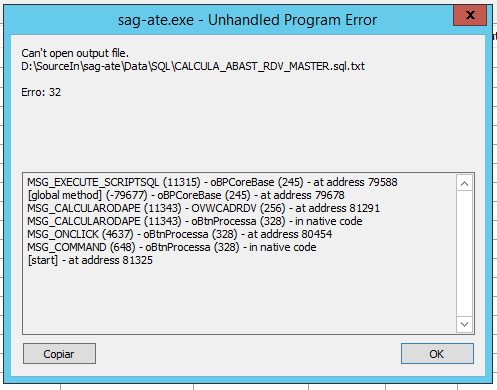 sag-ate.exe - Unhandled Program Error
x
Can't open output file.
D:\SourceIn\sag-ate\Data\SQL\CALCULA_ABAST_RDV_MASTER.sql.txt
Erro: 32
MSG_EXECUTE_SCRIPTSQL (11315) - oBPCoreBase (245) - at address 79588
[global method] (-79677) - oBPCoreBase (245) - at address 79678
MSG_CALCULARODAPE (11343) - OVWCADRDV (256) - at address 81291
MSG_CALCULARODAPE (11343) - oBtnProcessa (328) - in native code
MSG_ONCLICK (4637) - oBtnProcessa (328) - at address 80454
MSG_COMMAND (648) - oBtnProcessa (328) - in native code
[start] - at address 81325
Copiar
OK